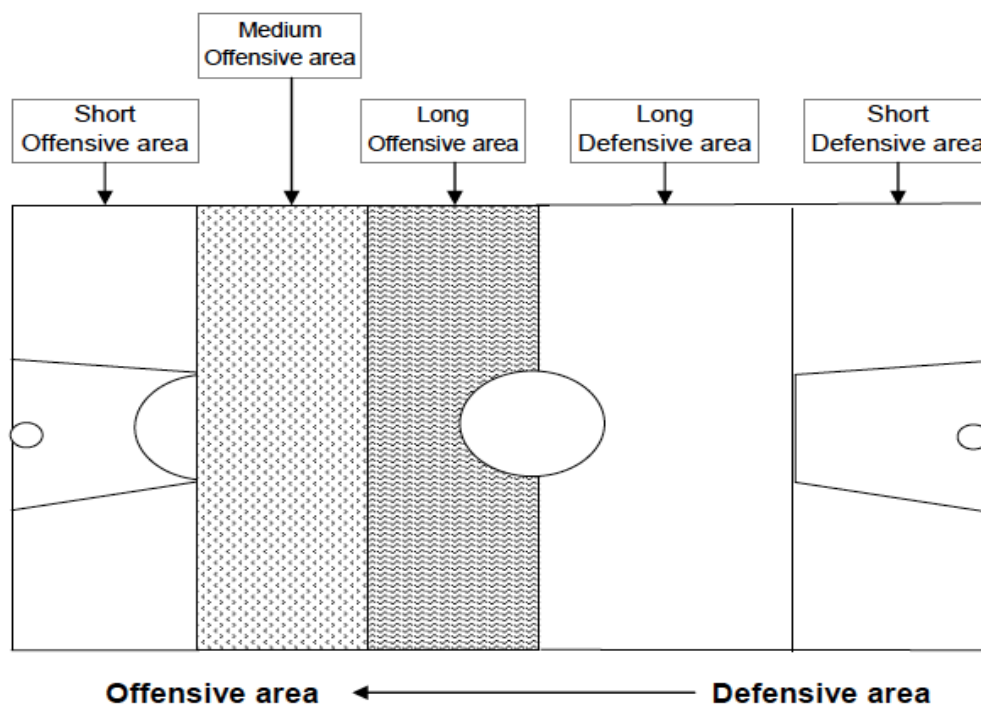 Medium
Offensive area
Short
Offensive area
Long
Offensive area
Long
Defensive area
Short
Defensive area
Offensive area
Defensive area